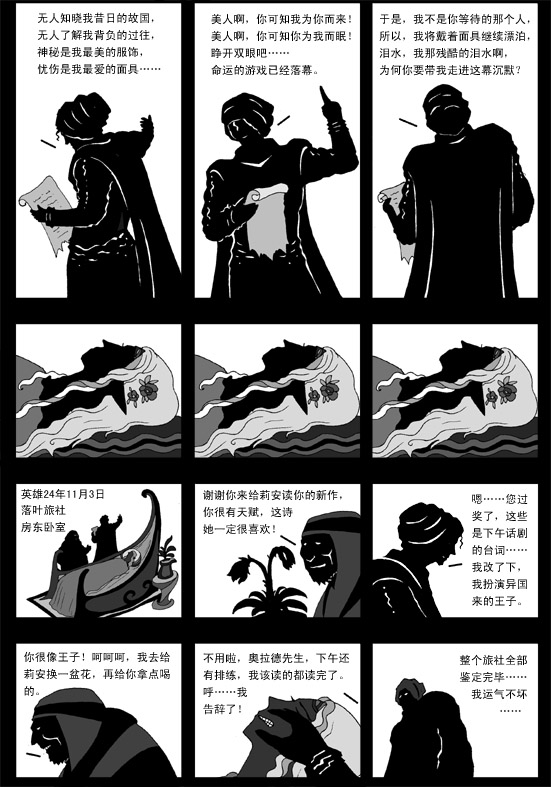 无人知晓我昔日的故国，
无人了解我背负的过往，
神秘是我最美的服饰，
忧伤是我最爱的面具……
美人啊，你可知我为你而来！
美人啊，你可知你为我而眠！
睁开双眼吧……
命运的游戏已经落幕。
于是，我不是你等待的那个人，
所以，我将戴着面具继续漂泊，
泪水，我那残酷的泪水啊，
为何你要带我走进这幕沉默？
英雄24年11月3日
落叶旅社
房东卧室
谢谢你来给莉安读你的新作，
你很有天赋，这诗
她一定很喜欢！
嗯……您过
奖了，这些
是下午话剧
的台词……
我改了下，
我扮演异国
来的王子。
你很像王子！呵呵呵，我去给
莉安换一盆花，再给你拿点喝
的。
不用啦，奥拉德先生，下午还
有排练，我该读的都读完了。
呼……我
告辞了！
整个旅社全部
鉴定完毕……
我运气不坏
……